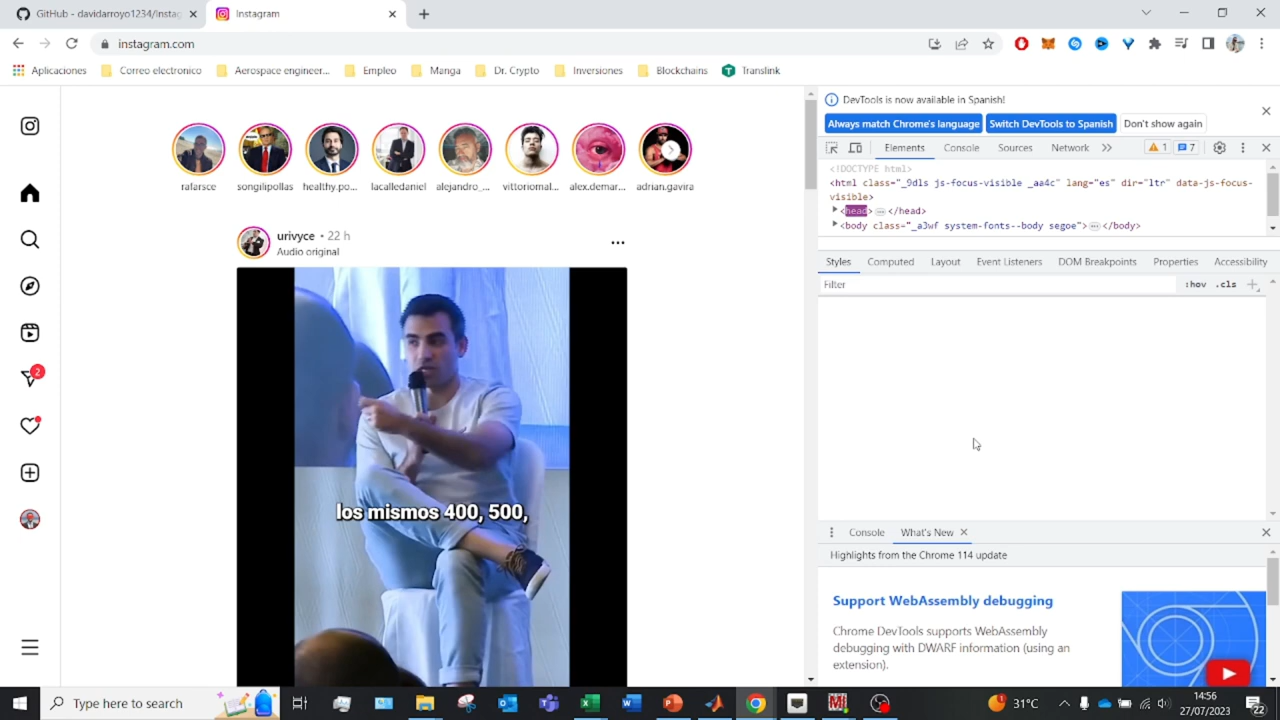 GitHub - davidarroyo1234/Instag
Instagram
instagram.com
Aplicaciones
Correo electronico
Aerospace engineer...
Empleo
Manga
Dr. Crypto
Inversiones
Blockchains
Translink
rafarsce
songilipollas
healthy.po...
lacalledaniel
alejandro_...
vittoriomal...
alex.demar...
adrian.gavira
urivyce • 22 h
Audio original
los mismos 400, 500,
2
DevTools is now available in Spanish!
Always match Chrome's language
Switch DevTools to Spanish
Don't show again
Elements
Console
Sources
Network
1
7
<!DOCTYPE html>
<html class="_9dls js-focus-visible _aa4c" lang="es" dir="ltr" data-js-focus-
visible>
<head> … </head>
<body class="_a3wf system-fonts--body segoe"> … </body>
Styles
Computed
Layout
Event Listeners
DOM Breakpoints
Properties
Accessibility
Filter
:hov .cls
Console
What's New
Highlights from the Chrome 114 update
Support WebAssembly debugging
Chrome DevTools supports WebAssembly
debugging with DWARF information (using an
extension).
Type here to search
31°C
14:56
27/07/2023
22